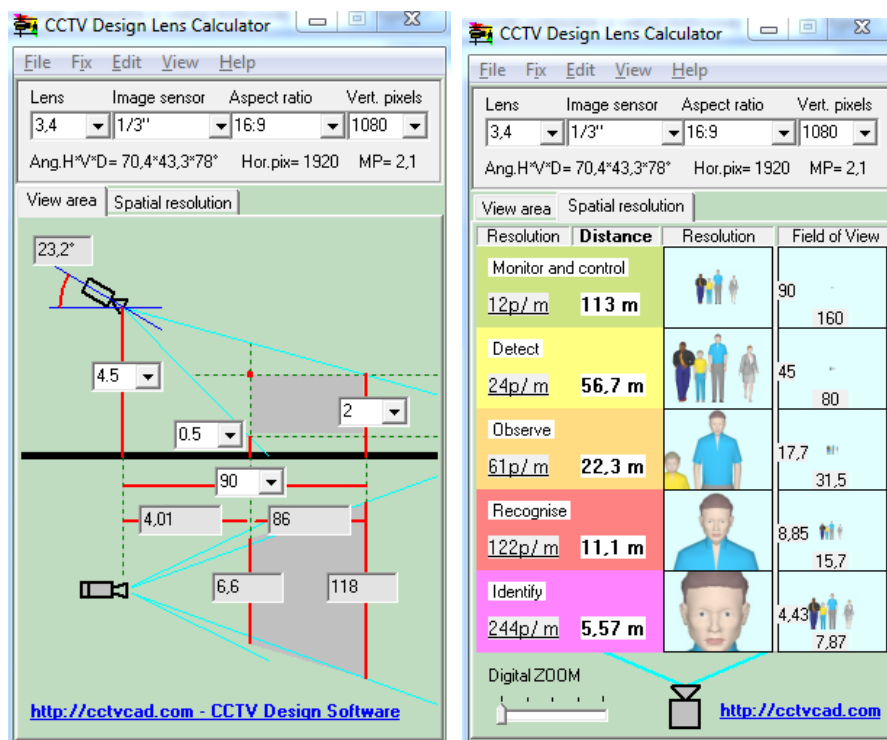 CCTV Design Lens Calculator
File Fix Edit View Help
Lens Image sensor Aspect ratio Vert. pixels
3,4 1/3" 16:9 1080
Ang.H*V*D= 70,4*43,3*78° Hor.pix= 1920 MP= 2,1
View area Spatial resolution
23,2°
4.5
2
0.5
90
4,01 86
6,6 118
http://cctvcad.com - CCTV Design Software
CCTV Design Lens Calculator
File Fix Edit View Help
Lens Image sensor Aspect ratio Vert. pixels
3,4 1/3" 16:9 1080
Ang.H*V*D= 70,4*43,3*78° Hor.pix= 1920 MP= 2,1
View area Spatial resolution
Resolution Distance Resolution Field of View
Monitor and control
90
12p/ m 113 m
160
Detect
45
24p/ m 56,7 m
80
Observe
17,7
61p/ m 22,3 m
31,5
Recognise
8,85
122p/ m 11,1 m
15,7
Identify
4,43
244p/ m 5,57 m
7,87
Digital ZOOM
http://cctvcad.com